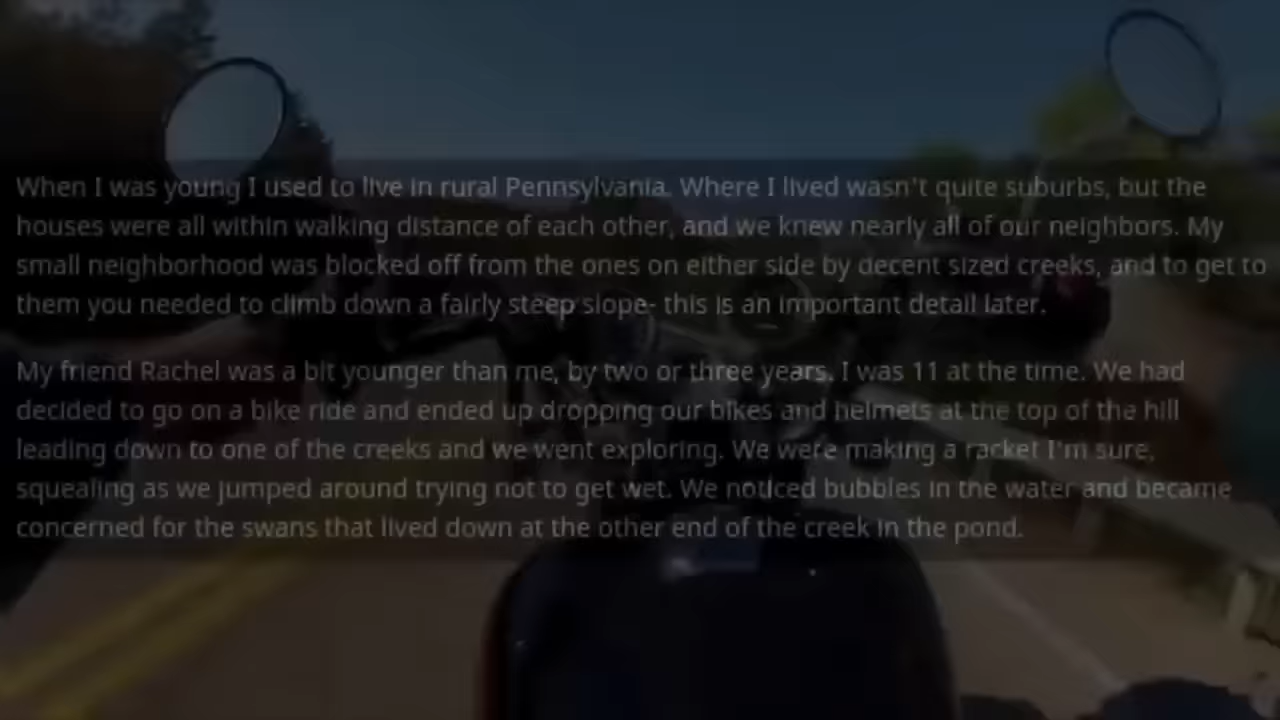 When I was young I used to live in rural Pennsylvania. Where I lived wasn't quite suburbs, but the
houses were all within walking distance of each other, and we knew nearly all of our neighbors. My
small neighborhood was blocked off from the ones on either side by decent sized creeks, and to get to
them you needed to climb down a fairly steep slope- this is an important detail later.
My friend Rachel was a bit younger than me, by two or three years. I was 11 at the time. We had
decided to go on a bike ride and ended up dropping our bikes and helmets at the top of the hill
leading down to one of the creeks and we went exploring. We were making a racket I'm sure,
squealing as we jumped around trying not to get wet. We noticed bubbles in the water and became
concerned for the swans that lived down at the other end of the creek in the pond.